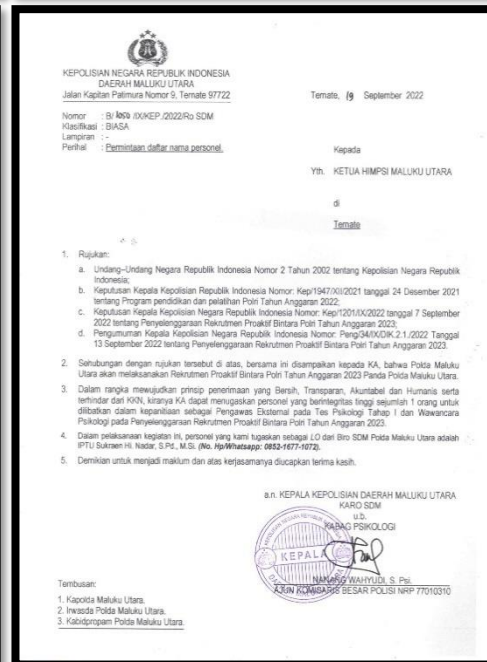 KEPOLISIAN NEGARA REPUBLIK INDONESIA
DAERAH MALUKU UTARA
Jalan Kapitan Patimura Nomor 9, Ternate 97722
Ternate, 19 September 2022
Nomor : B/ /IX/KEP./2022/Ro SDM
Klasifikasi : BIASA
Lampiran : -
Perihal : Permintaan daftar nama personel.
Kepada
Yth. KETUA HIMPSI MALUKU UTARA
di
Ternate
1. Rujukan:
a. Undang–Undang Negara Republik Indonesia Nomor 2 Tahun 2002 tentang Kepolisian Negara Republik
Indonesia;
b. Keputusan Kepala Kepolisian Republik Indonesia Nomor: Kep/1947/XII/2021 tanggal 24 Desember 2021
tentang Program pendidikan dan pelatihan Polri Tahun Anggaran 2022;
c. Keputusan Kepala Kepolisian Republik Indonesia Nomor: Kep/1201/IX/2022 tanggal 7 September
2022 tentang Penyelenggaraan Rekrutmen Proaktif Bintara Polri Tahun Anggaran 2023;
d. Pengumuman Kepala Kepolisian Negara Republik Indonesia Nomor: Peng/34/IX/DIK.2.1./2022 Tanggal
13 September 2022 tentang Penyelenggaraan Rekrutmen Proaktif Bintara Polri Tahun Anggaran 2023.
2. Sehubungan dengan rujukan tersebut di atas, bersama ini disampaikan kepada KA, bahwa Polda Maluku
Utara akan melaksanakan Rekrutmen Proaktif Bintara Polri Tahun Anggaran 2023 Panda Polda Maluku Utara.
3. Dalam rangka mewujudkan prinsip penerimaan yang Bersih, Transparan, Akuntabel dan Humanis serta
terhindar dari KKN, kiranya KA dapat menugaskan personel yang berintegritas tinggi sejumlah 1 orang untuk
dilibatkan dalam kepanitiaan sebagai Pengawas Eksternal pada Tes Psikologi Tahap I dan Wawancara
Psikologi pada Penyelenggaraan Rekrutmen Proaktif Bintara Polri Tahun Anggaran 2023.
4. Dalam pelaksanaan kegiatan ini, personel yang kami tugaskan sebagai LO dari Biro SDM Polda Maluku Utara adalah
IPTU Sukraen Hi. Nadar, S.Pd., M.Si. (No. Hp/Whatsapp: 0852-1677-1072).
5. Demikian untuk menjadi maklum dan atas kerjasamanya diucapkan terima kasih.
a.n. KEPALA KEPOLISIAN DAERAH MALUKU UTARA
KARO SDM
u.b.
KABAG PSIKOLOGI
KEPALA
NANANG WAHYUDI, S. Psi.
AJUN KOMISARIS BESAR POLISI NRP 77010310
Tembusan:
1. Kapolda Maluku Utara.
2. Irwasda Polda Maluku Utara.
3. Kabidpropam Polda Maluku Utara.